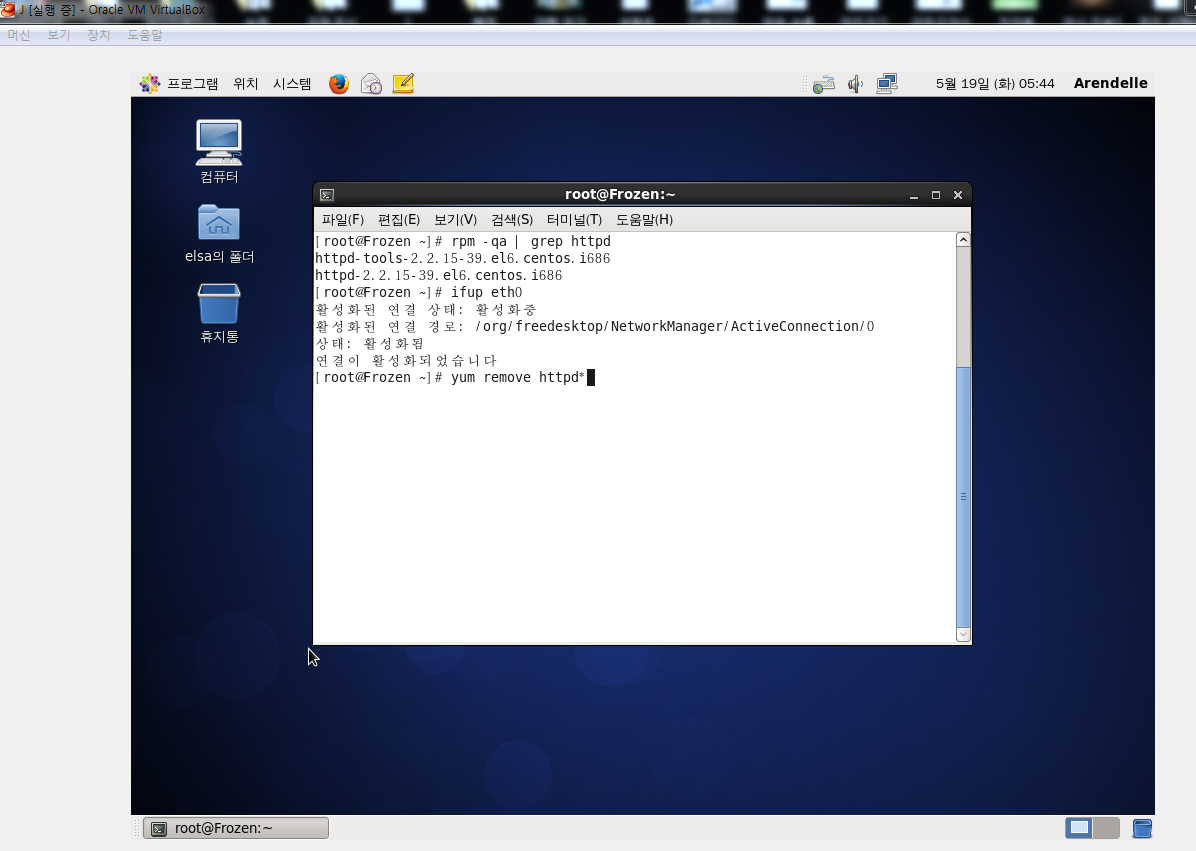 J [실행 중] - Oracle VM VirtualBox
머신 보기 장치 도움말
프로그램 위치 시스템 5월 19일 (화) 05:44 Arendelle
컴퓨터
elsa의 폴더
휴지통
root@Frozen:~
파일(F) 편집(E) 보기(V) 검색(S) 터미널(T) 도움말(H)
[root@Frozen ~]# rpm -qa | grep httpd
httpd-tools-2.2.15-39.el6.centos.i686
httpd-2.2.15-39.el6.centos.i686
[root@Frozen ~]# ifup eth0
활성화된 연결 상태: 활성화중
활성화된 연결 경로: /org/freedesktop/NetworkManager/ActiveConnection/0
상태: 활성화됨
연결이 활성화되었습니다
[root@Frozen ~]# yum remove httpd*
root@Frozen:~